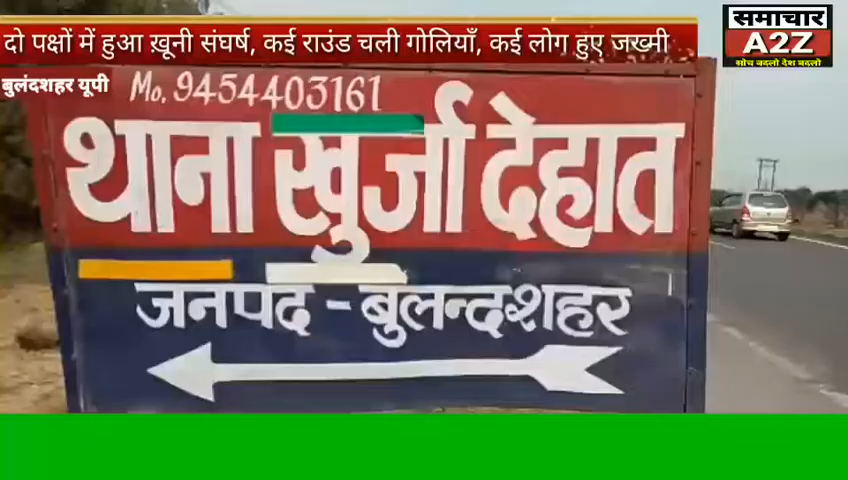 दो पक्षों में हुआ ख़ूनी संघर्ष, कई राउंड चली गोलियाँ, कई लोग हुए जख्मी
समाचार
A2Z
सोच बदलो देश बदलो
बुलंदशहर यूपी
Mo. 9454403161
थाना खुर्जा देहात
जनपद - बुलन्दशहर